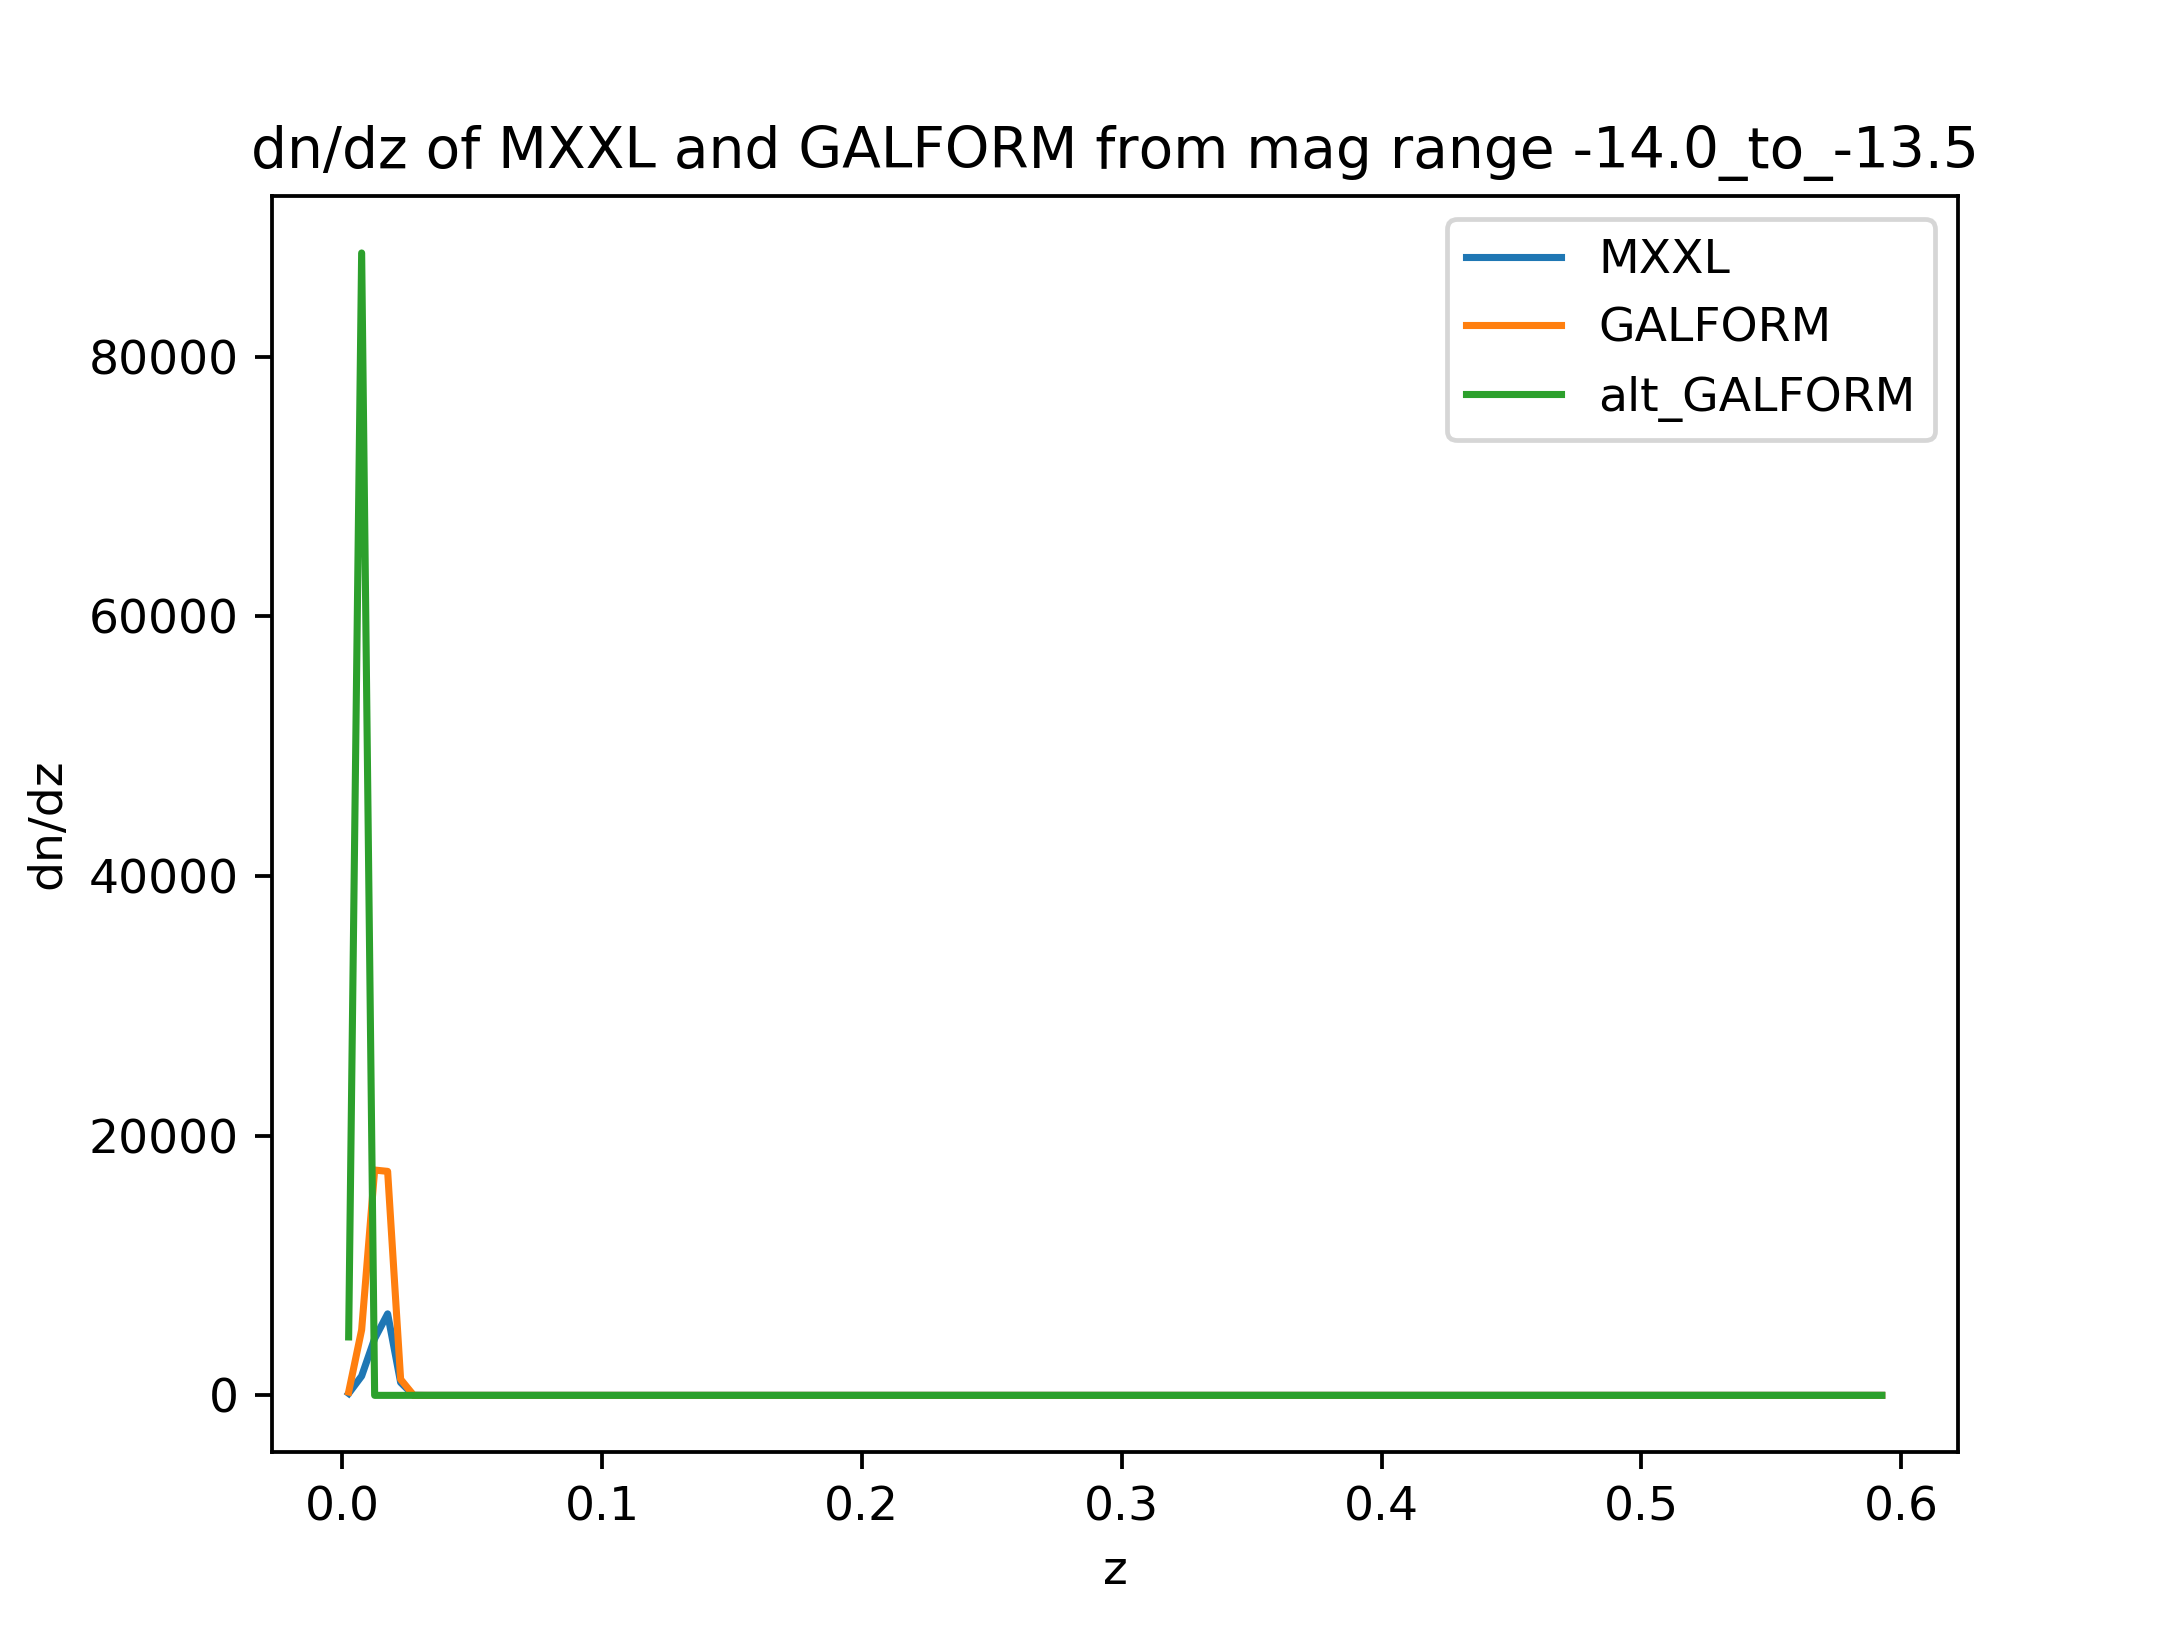 dn/dz of MXXL and GALFORM from mag range -14.0_to_-13.5
MXXL
GALFORM
alt_GALFORM
dn/dz
80000
60000
40000
20000
0
0.0 0.1 0.2 0.3 0.4 0.5 0.6
z